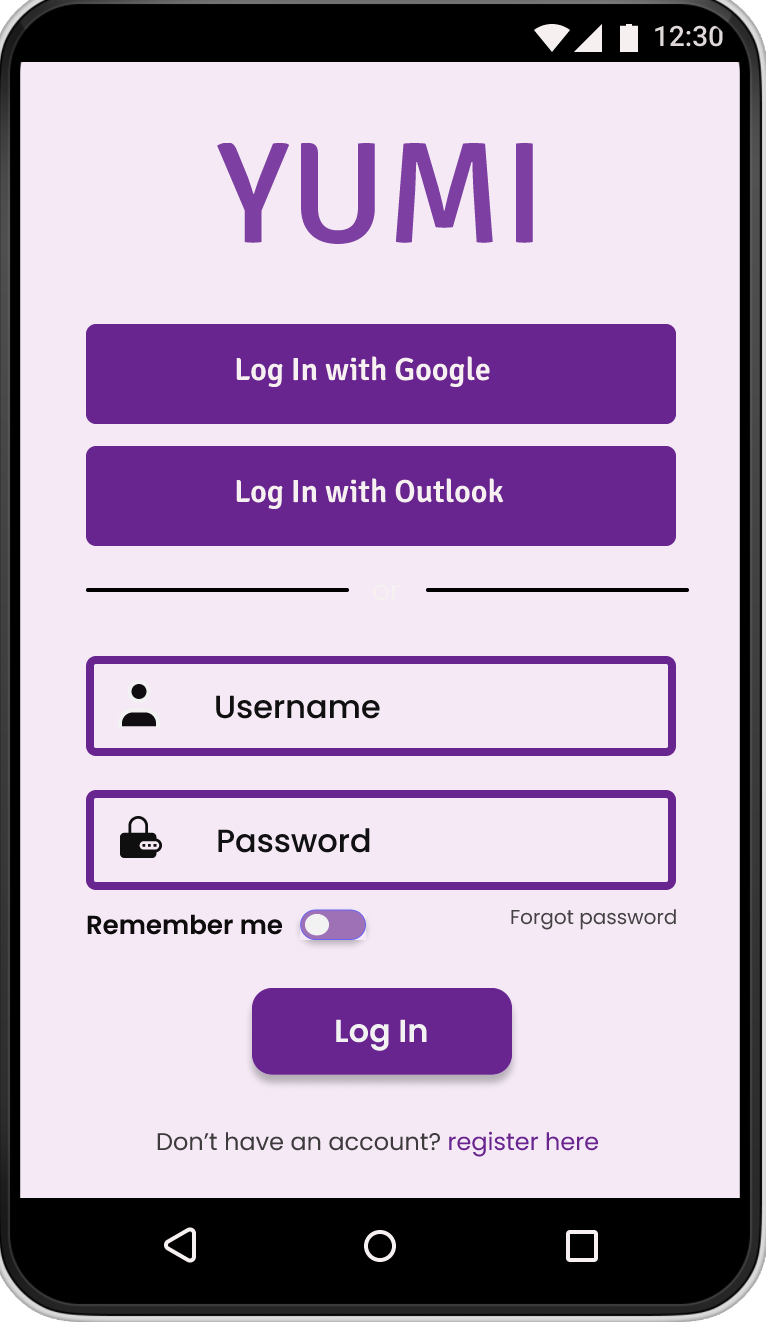 12:30
YUMI
Log In with Google
Log In with Outlook
or
Username
Password
Remember me
Forgot password
Log In
Don’t have an account? register here